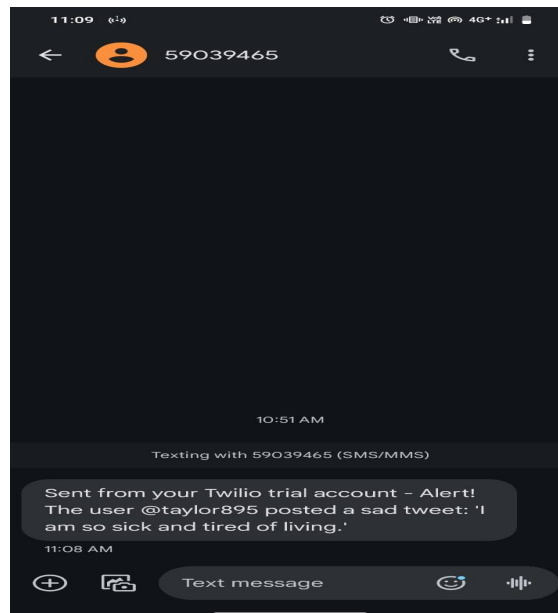 11:09
4G+
59039465
10:51 AM
Texting with 59039465 (SMS/MMS)
Sent from your Twilio trial account - Alert!
The user @taylor895 posted a sad tweet: 'I
am so sick and tired of living.'
11:08 AM
Text message